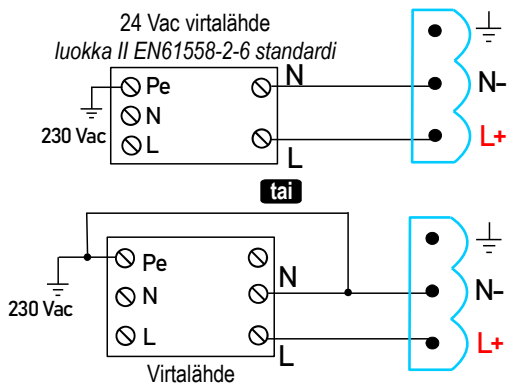 24 Vac virtalähde
luokka II EN61558-2-6 standardi
Pe
N
N
N-
230 Vac
L
L
L+
tai
Pe
N
N
N-
230 Vac
L
L
L+
Virtalähde